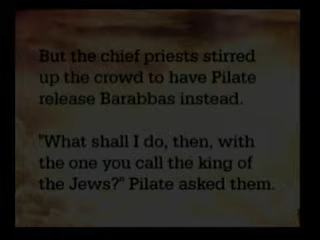 But the chief priests stirred
up the crowd to have Pilate
release Barabbas instead.
"What shall I do, then, with
the one you call the king of
the Jews?" Pilate asked them.